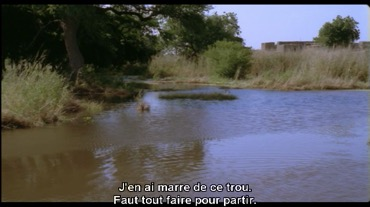 J'en ai marre de ce trou.
Faut tout faire pour partir.